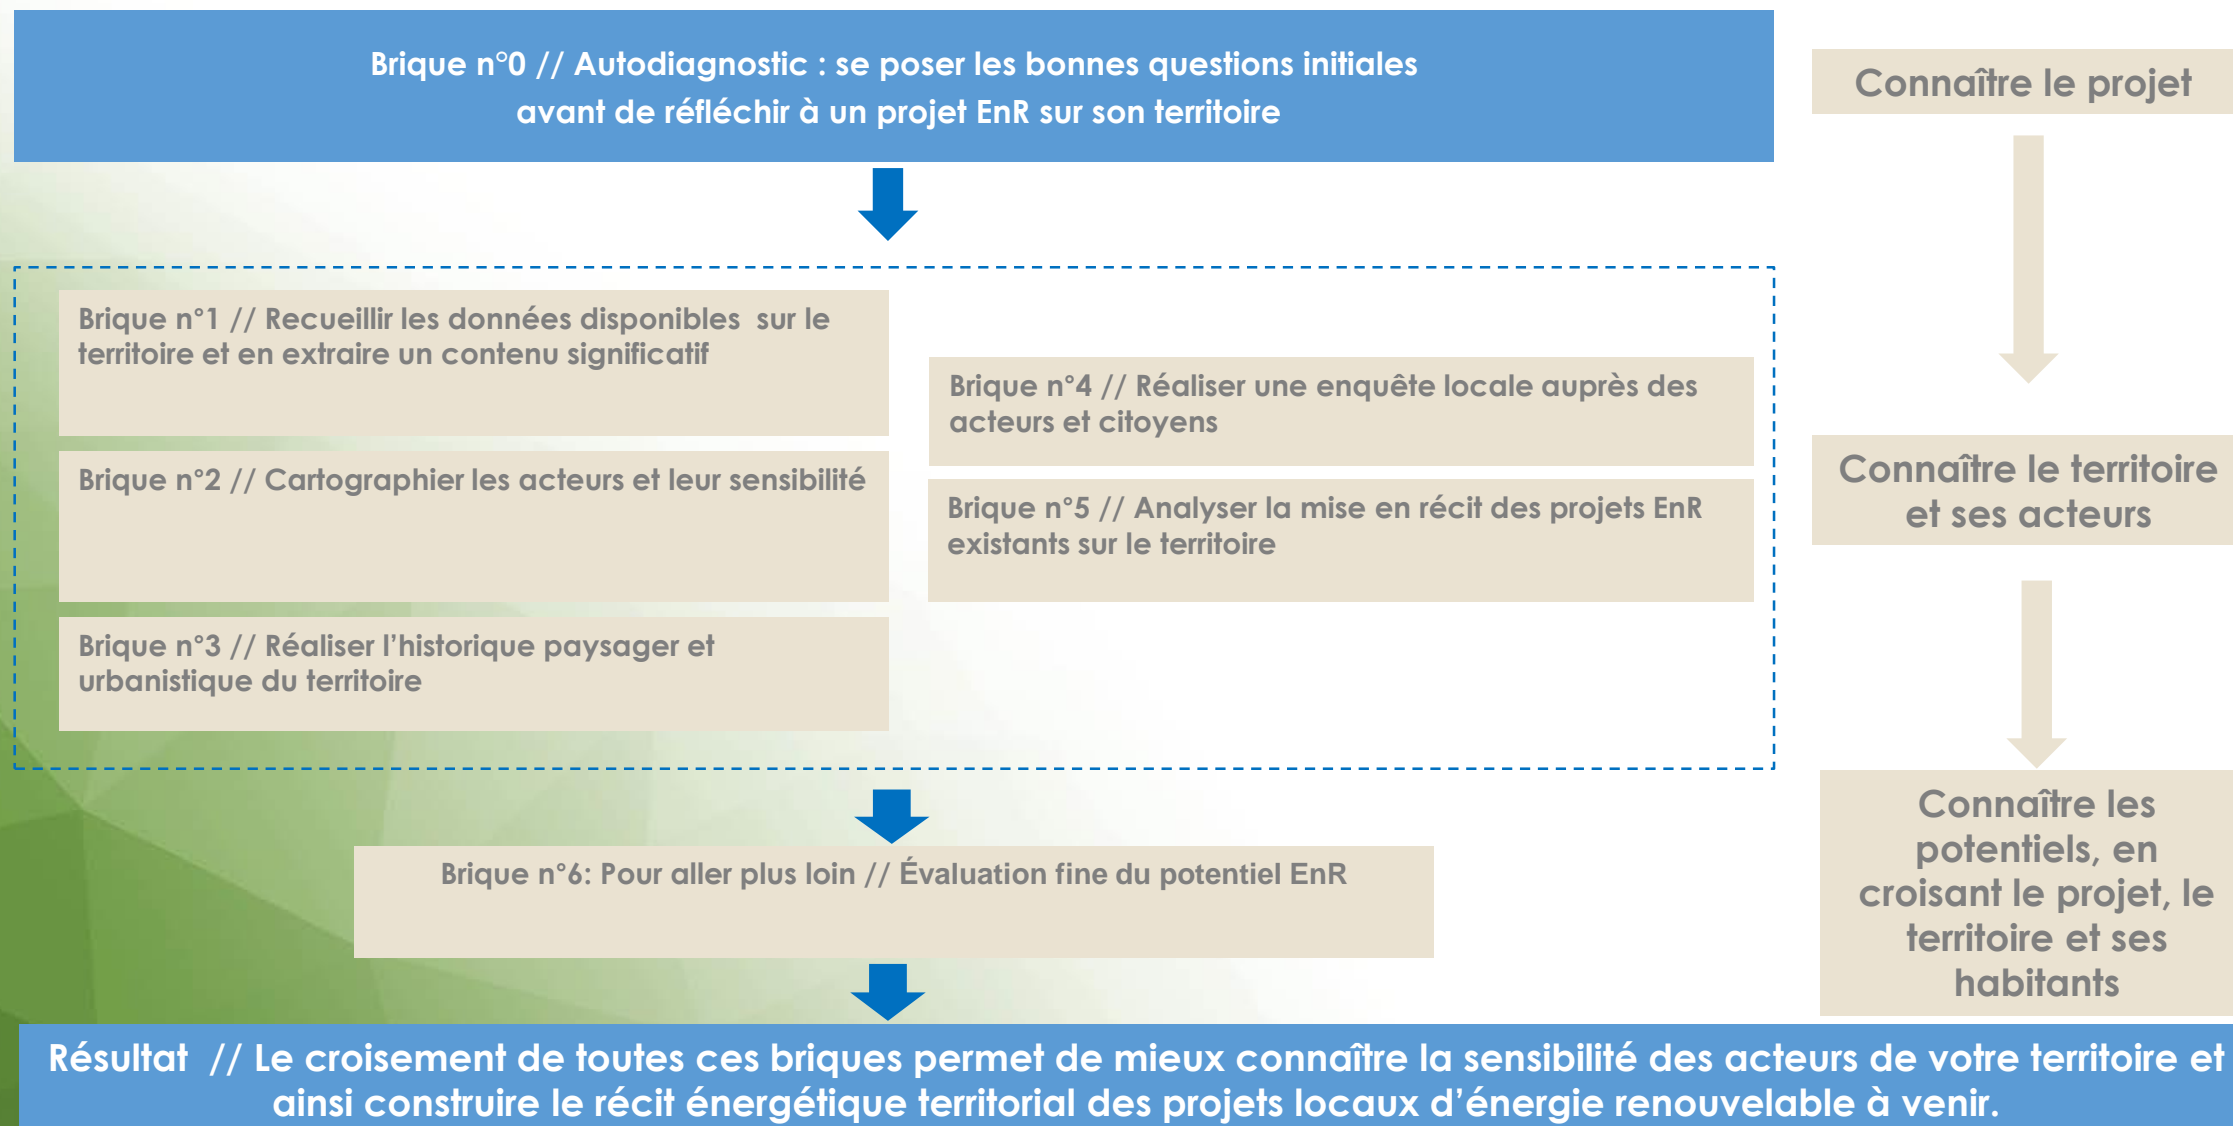 Brique n°0 // Autodiagnostic : se poser les bonnes questions initiales
avant de réfléchir à un projet EnR sur son territoire
Brique n°1 // Recueillir les données disponibles  sur le
territoire et en extraire un contenu significatif
Brique n°2 // Cartographier les acteurs et leur sensibilité
Brique n°3 // Réaliser l’historique paysager et
urbanistique du territoire
Brique n°4 // Réaliser une enquête locale auprès des
acteurs et citoyens
Brique n°5 // Analyser la mise en récit des projets EnR
existants sur le territoire
Brique n°6: Pour aller plus loin // Évaluation fine du potentiel EnR
Connaître le projet
Connaître le territoire
et ses acteurs
Connaître les
potentiels, en
croisant le projet, le
territoire et ses
habitants
Résultat  // Le croisement de toutes ces briques permet de mieux connaître la sensibilité des acteurs de votre territoire et
ainsi construire le récit énergétique territorial des projets locaux d’énergie renouvelable à venir.